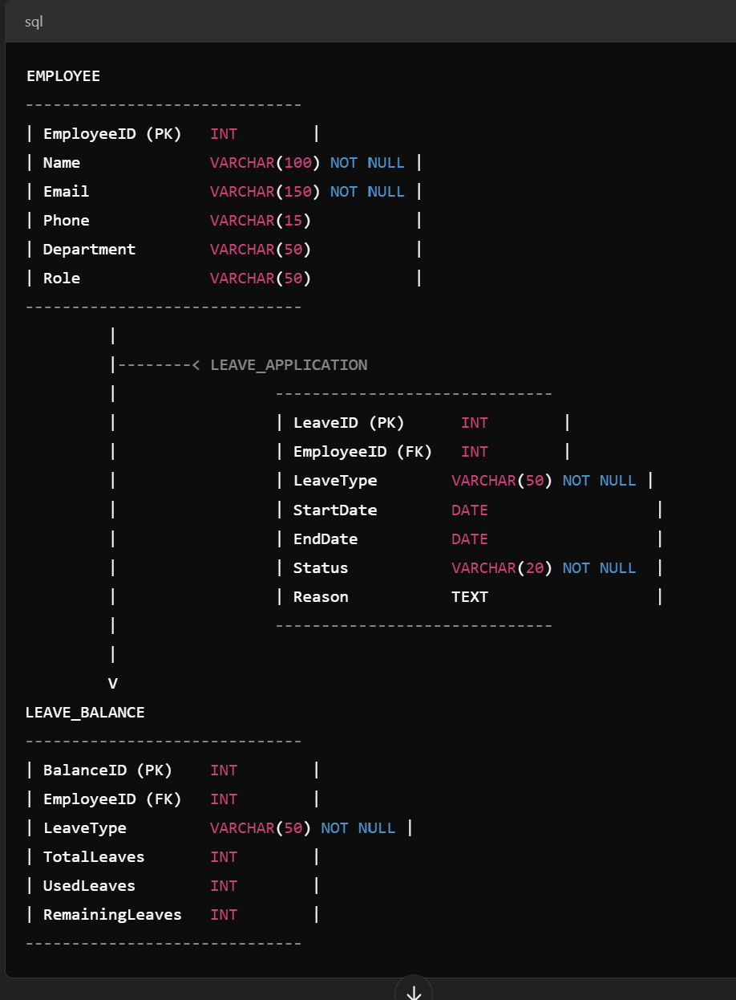 sql
EMPLOYEE
------------------------------
| EmployeeID (PK)   INT        |
| Name              VARCHAR(100) NOT NULL |
| Email             VARCHAR(150) NOT NULL |
| Phone             VARCHAR(15)           |
| Department        VARCHAR(50)           |
| Role              VARCHAR(50)           |
------------------------------
         |
         |--------< LEAVE_APPLICATION
         |                 ------------------------------
         |                 | LeaveID (PK)      INT        |
         |                 | EmployeeID (FK)   INT        |
         |                 | LeaveType        VARCHAR(50) NOT NULL |
         |                 | StartDate        DATE                  |
         |                 | EndDate          DATE                  |
         |                 | Status           VARCHAR(20) NOT NULL  |
         |                 | Reason           TEXT                  |
         |                 ------------------------------
         |
         V
LEAVE_BALANCE
------------------------------
| BalanceID (PK)    INT        |
| EmployeeID (FK)   INT        |
| LeaveType         VARCHAR(50) NOT NULL |
| TotalLeaves       INT        |
| UsedLeaves        INT        |
| RemainingLeaves   INT        |
------------------------------